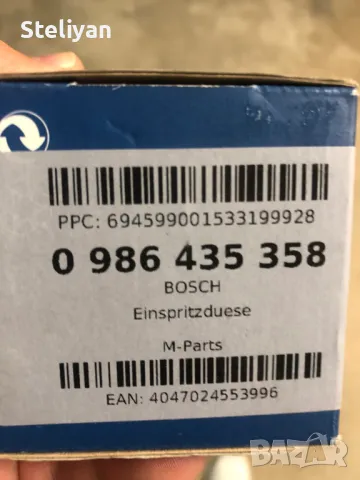 Steliyan
PPC: 694599001533199928
0 986 435 358
BOSCH
Einspritzduese
M-Parts
EAN: 4047024553996
BAZAR